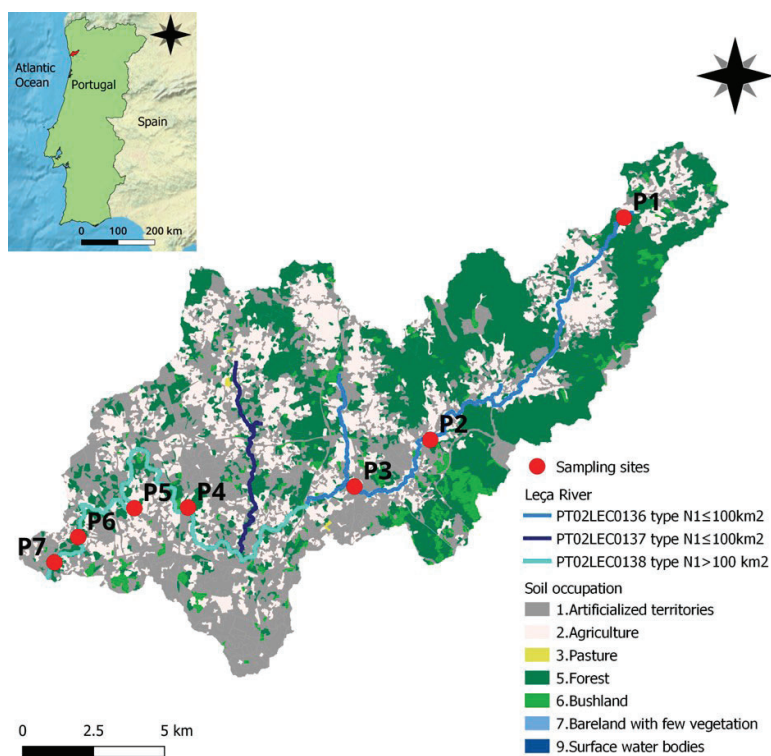 Atlantic
Ocean
Portugal
Spain
0 100 200 km
P1
P2
P3
P4
P5
P6
P7
Sampling sites
Leça River
PT02LEC0136 type N1≤100km2
PT02LEC0137 type N1≤100km2
PT02LEC0138 type N1>100 km2
Soil occupation
1.Artificialized territories
2.Agriculture
3.Pasture
5.Forest
6.Bushland
7.Bareland with few vegetation
9.Surface water bodies
0 2.5 5 km